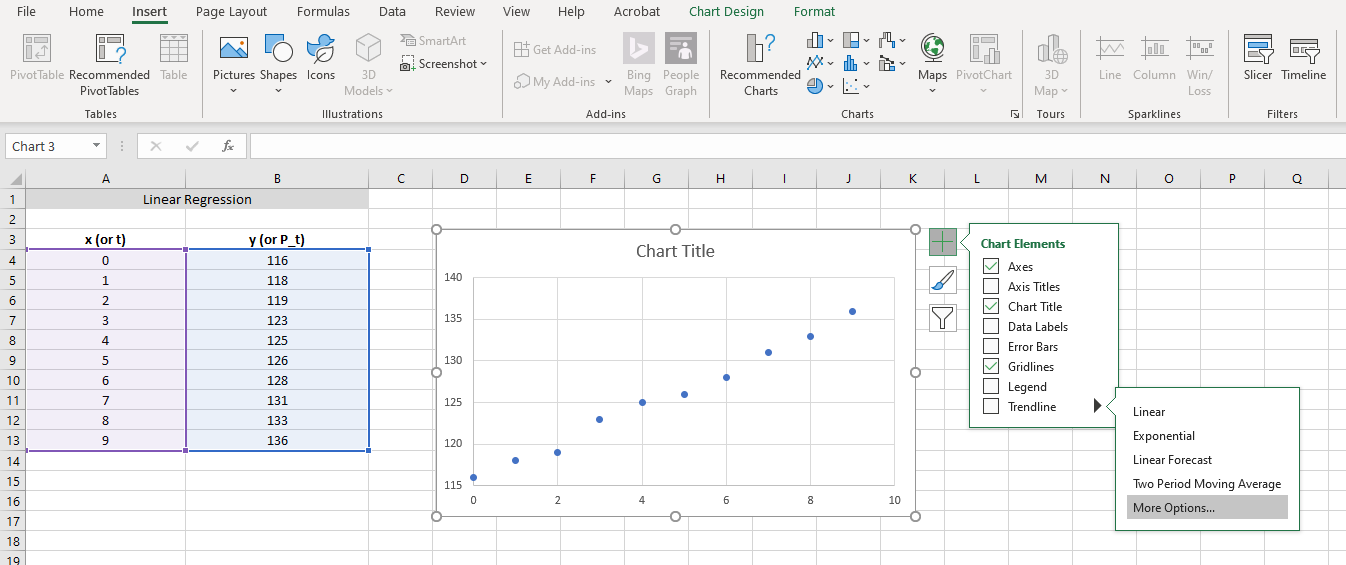 File Home Insert Page Layout Formulas Data Review View Help Acrobat Chart Design Format
PivotTable
Recommended
PivotTables
Table
Tables
Pictures
Shapes
Icons
3D
Models
SmartArt
Screenshot
Illustrations
Get Add-ins
My Add-ins
Bing
Maps
People
Graph
Add-ins
Recommended
Charts
Maps
PivotChart
Charts
3D
Map
Tours
Line
Column
Win/
Loss
Sparklines
Slicer
Timeline
Filters
Chart 3
fx
A B C D E F G H I J K L M N O P Q
1 Linear Regression
2
3 x (or t) y (or P_t)
4 0 116
5 1 118
6 2 119
7 3 123
8 4 125
9 5 126
10 6 128
11 7 131
12 8 133
13 9 136
14
15
16
17
18
19
Chart Title
140
135
130
125
120
115
0 2 4 6 8 10
Chart Elements
Axes
Axis Titles
Chart Title
Data Labels
Error Bars
Gridlines
Legend
Trendline
Linear
Exponential
Linear Forecast
Two Period Moving Average
More Options...